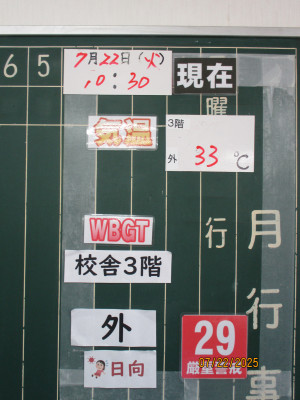 7月22日(火)
10:30 現在
6 5 曜
気温
3階
外 33℃
WBGT
行
校舎3階
月行事
外
日向
29
厳重警戒
07/22/2025